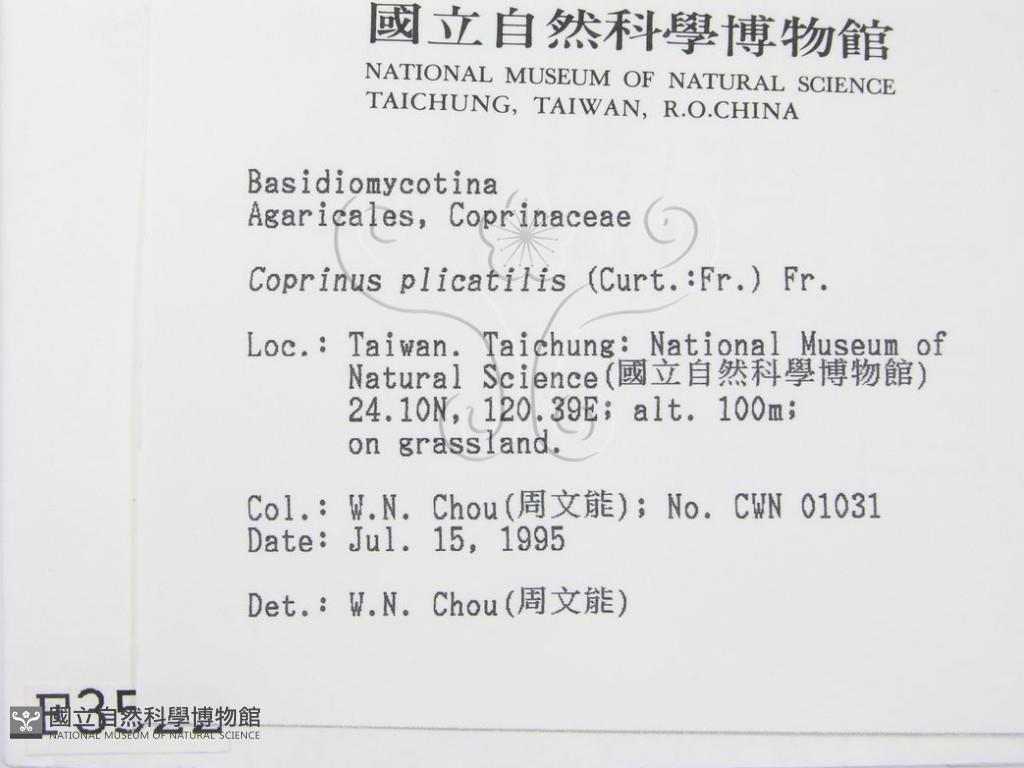 國立自然科學博物館
NATIONAL MUSEUM OF NATURAL SCIENCE
TAICHUNG, TAIWAN, R.O.CHINA
Basidiomycotina
Agaricales, Coprinaceae
Coprinus plicatilis (Curt.:Fr.) Fr.
Loc.: Taiwan. Taichung: National Museum of
Natural Science(國立自然科學博物館)
24.10N, 120.39E; alt. 100m;
on grassland.
Col.: W.N. Chou(周文能); No. CWN 01031
Date: Jul. 15, 1995
Det.: W.N. Chou(周文能)
國立自然科學博物館
NATIONAL MUSEUM OF NATURAL SCIENCE